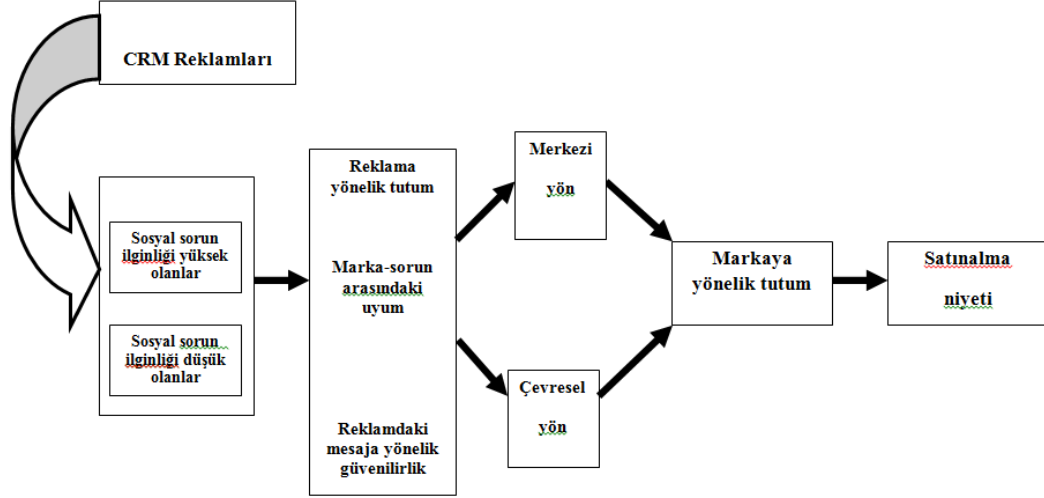 CRM Reklamları
Sosyal sorun
ilginliği yüksek
olanlar
Sosyal sorun
ilginliği düşük
olanlar
Reklama
yönelik tutum
Marka-sorun
arasındaki
uyum
Reklamdaki
mesaja yönelik
güvenilirlik
Merkezi
yön
Çevresel
yön
Markaya
yönelik tutum
Satınalma
niyeti